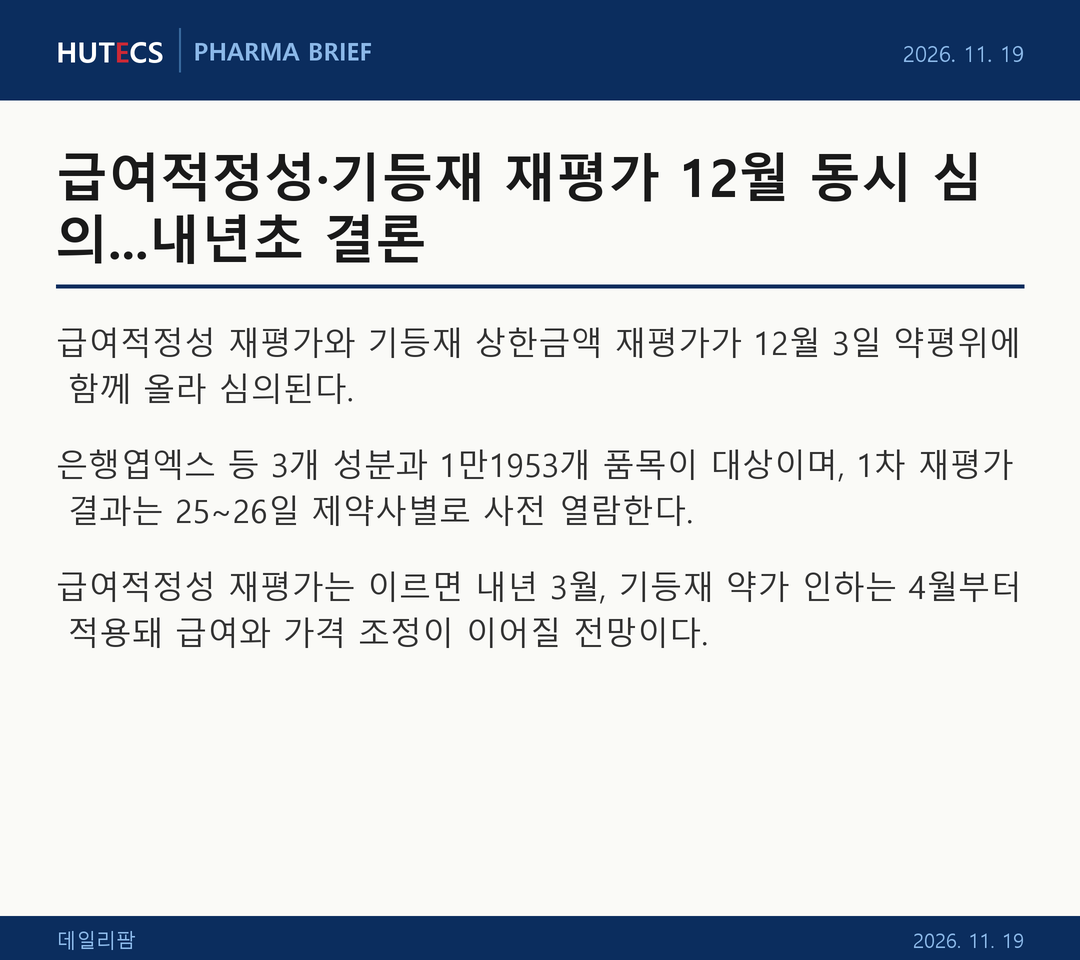 HUTECS PHARMA BRIEF 2026. 11. 19
급여적정성·기등재 재평가 12월 동시 심
의...내년초 결론
급여적정성 재평가와 기등재 상한금액 재평가가 12월 3일 약평위에
함께 올라 심의된다.
은행엽엑스 등 3개 성분과 1만1953개 품목이 대상이며, 1차 재평가
결과는 25~26일 제약사별로 사전 열람한다.
급여적정성 재평가는 이르면 내년 3월, 기등재 약가 인하는 4월부터
적용돼 급여와 가격 조정이 이어질 전망이다.
데일리팜 2026. 11. 19